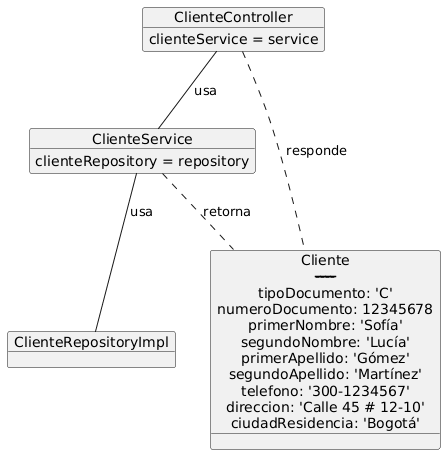 ClienteController
clienteService = service
usa
responde
ClienteService
clienteRepository = repository
usa
retorna
Cliente
----
tipoDocumento: 'C'
numeroDocumento: 12345678
primerNombre: 'Sofía'
segundoNombre: 'Lucía'
primerApellido: 'Gómez'
segundoApellido: 'Martínez'
telefono: '300-1234567'
direccion: 'Calle 45 # 12-10'
ciudadResidencia: 'Bogotá'
ClienteRepositoryImpl